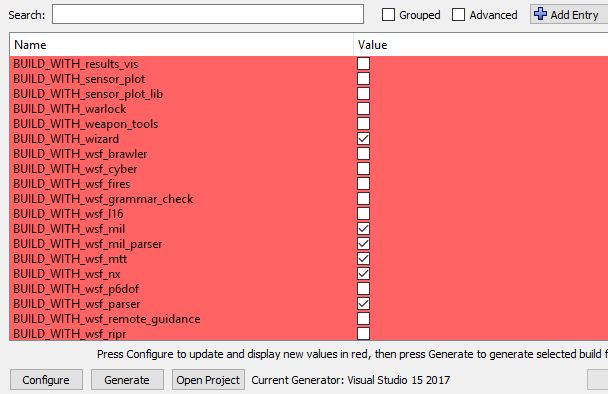 Search: Grouped Advanced Add Entry
Name Value
BUILD_WITH_results_vis
BUILD_WITH_sensor_plot
BUILD_WITH_sensor_plot_lib
BUILD_WITH_warlock
BUILD_WITH_weapon_tools
BUILD_WITH_wizard
BUILD_WITH_wsf_brawler
BUILD_WITH_wsf_cyber
BUILD_WITH_wsf_fires
BUILD_WITH_wsf_grammar_check
BUILD_WITH_wsf_l16
BUILD_WITH_wsf_mil
BUILD_WITH_wsf_mil_parser
BUILD_WITH_wsf_mtt
BUILD_WITH_wsf_nx
BUILD_WITH_wsf_p6dof
BUILD_WITH_wsf_parser
BUILD_WITH_wsf_remote_guidance
BUILD_WITH_wsf_ripr
Press Configure to update and display new values in red, then press Generate to generate selected build f
Configure Generate Open Project Current Generator: Visual Studio 15 2017